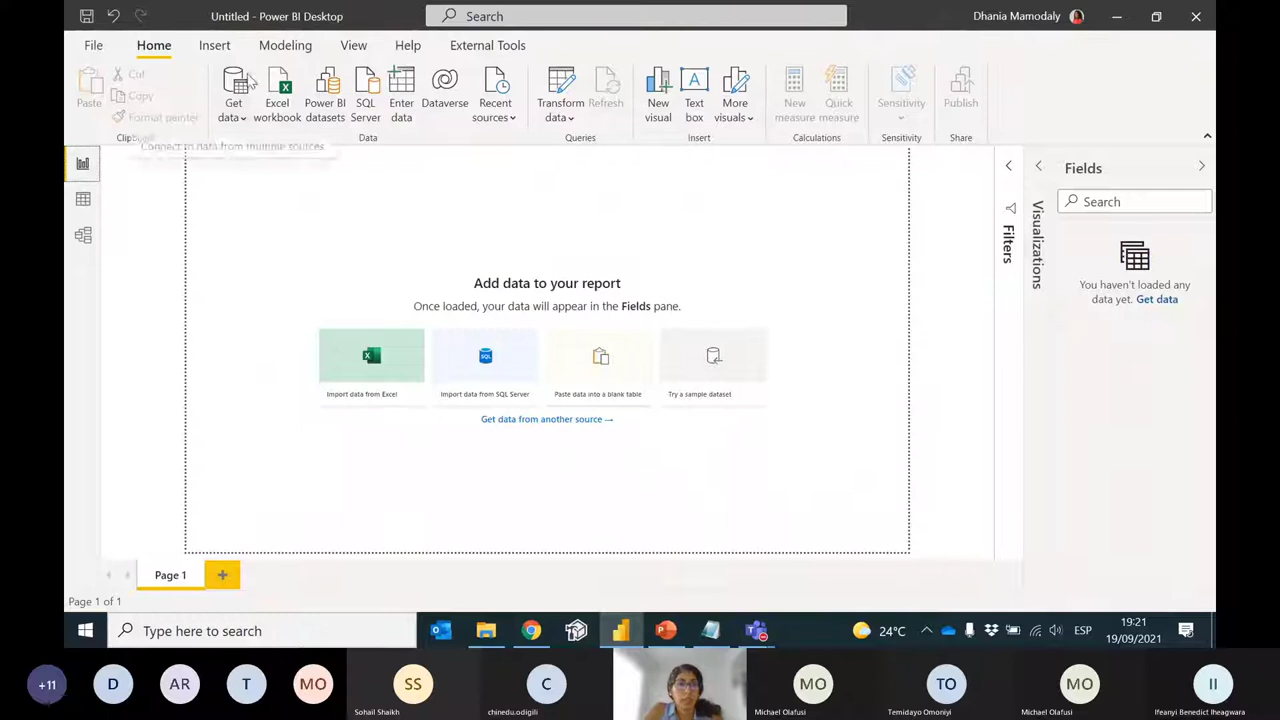 Untitled - Power BI Desktop
Search
Dhania Mamodaly
File
Home
Insert
Modeling
View
Help
External Tools
Paste
Cut
Copy
Format painter
Clipboard
Get data
Excel workbook
Power BI datasets
SQL Server
Enter data
Dataverse
Recent sources
Data
Transform data
Refresh
Queries
New visual
Text box
More visuals
Insert
New measure
Quick measure
Calculations
Sensitivity
Sensitivity
Publish
Share
Connect to data from multiple sources
Add data to your report
Once loaded, your data will appear in the Fields pane.
Import data from Excel
SQL
Import data from SQL Server
Paste data into a blank table
Try a sample dataset
Get data from another source →
Filters
Visualizations
Fields
Search
You haven't loaded any
data yet. Get data
Page 1
Page 1 of 1
Type here to search
24°C
ESP
19:21
19/09/2021
+11
D
AR
T
MO
SS
Sohail Shaikh
C
chinedu.odigili
MO
Michael Olafusi
TO
Temidayo Omoniyi
MO
Michael Olafusi
II
Ifeanyi Benedict Iheagwara